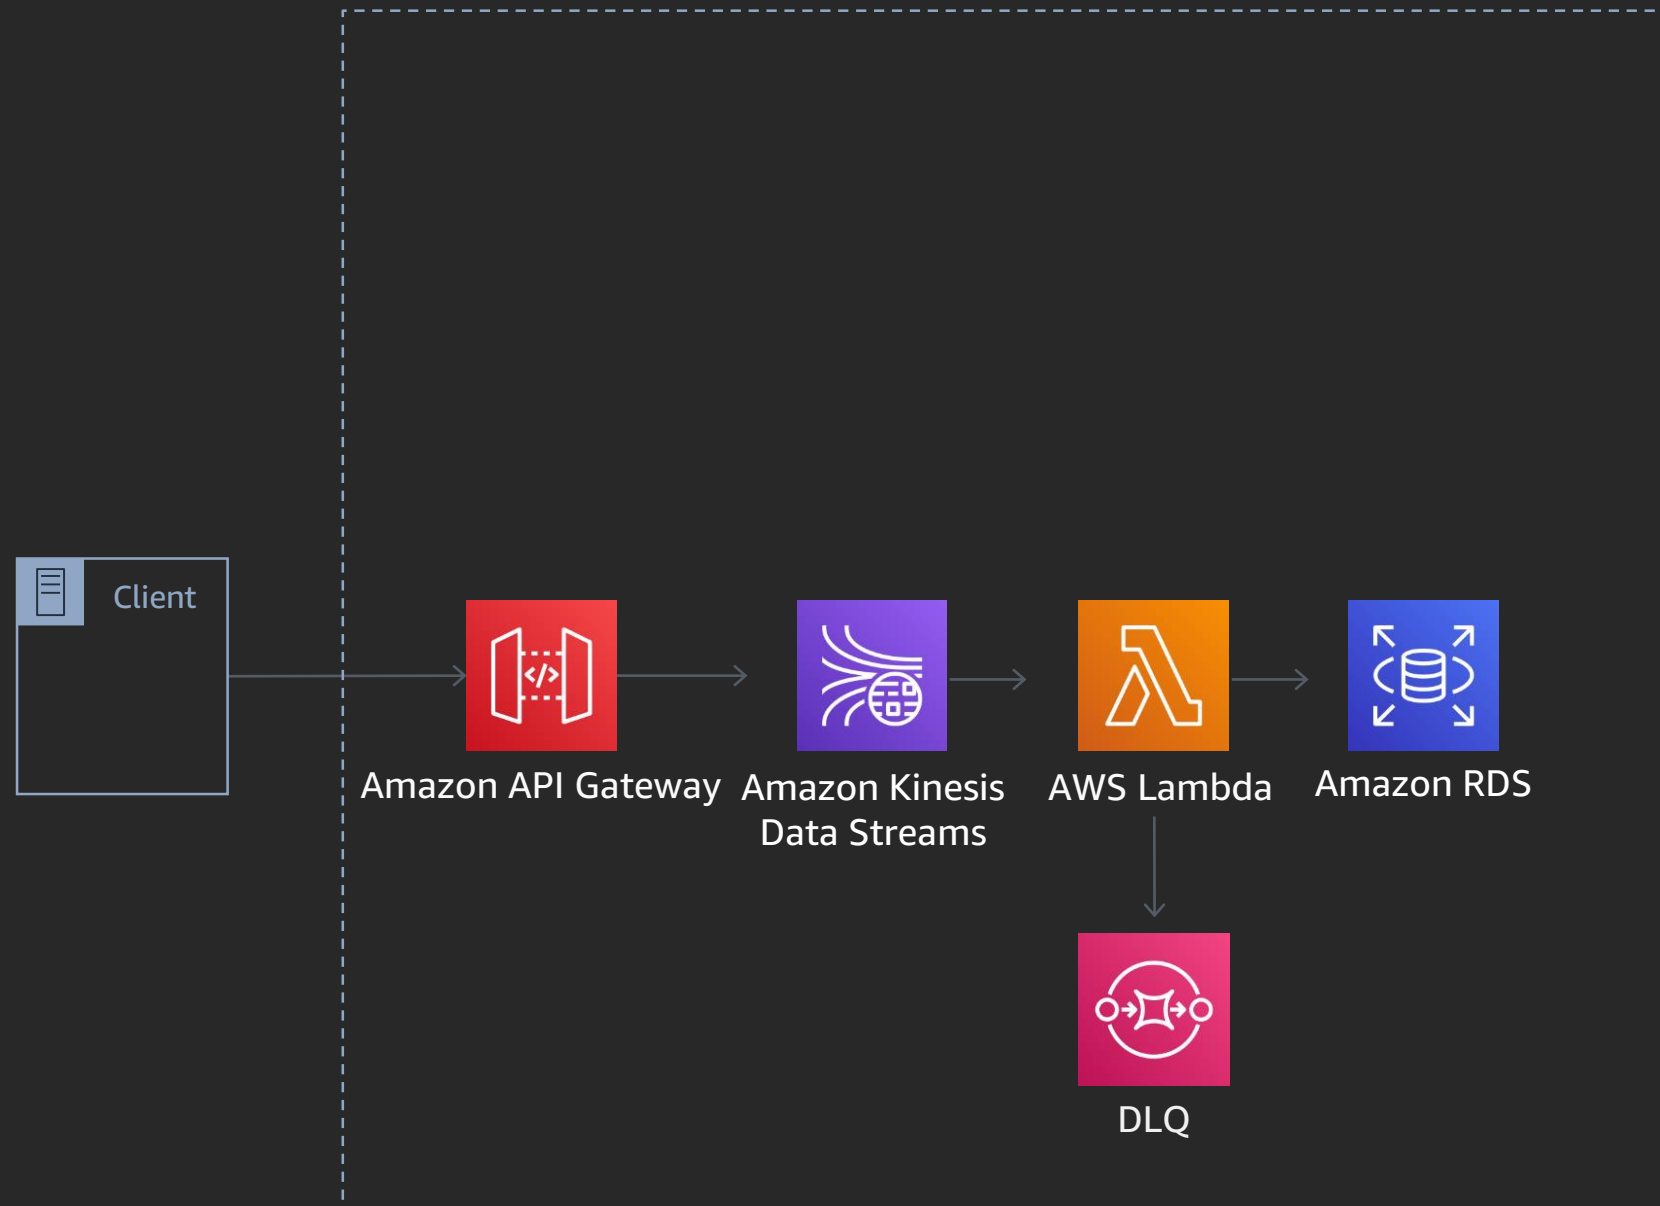 Client
Amazon API Gateway
Amazon Kinesis
Data Streams
AWS Lambda
Amazon RDS
DLQ